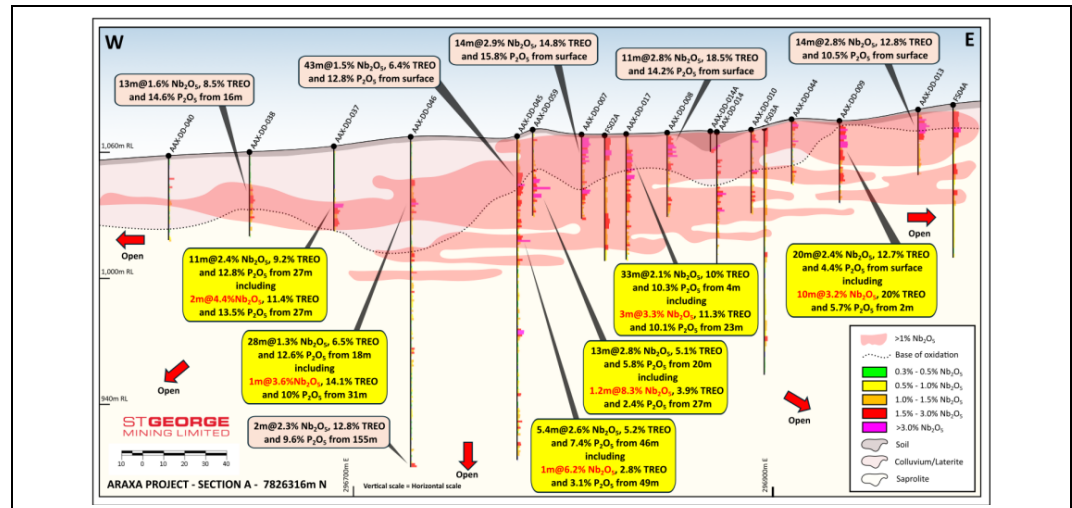 W
E
13m@1.6% Nb₂O₅, 8.5% TREO
and 14.6% P₂O₅ from 16m
43m@1.5% Nb₂O₅, 6.4% TREO
and 12.8% P₂O₅ from surface
14m@2.9% Nb₂O₅, 14.8% TREO
and 15.8% P₂O₅ from surface
11m@2.8% Nb₂O₅, 18.5% TREO
and 14.2% P₂O₅ from surface
14m@2.8% Nb₂O₅, 12.8% TREO
and 10.5% P₂O₅ from surface
AAX-DD-040
AAX-DD-038
AAX-DD-037
AAX-DD-046
AAX-DD-045
AAX-DD-059
AAX-DD-007
F502A
AAX-DD-017
AAX-DD-008
AAX-DD-014A
AAX-DD-014
AAX-DD-010
F503A
AAX-DD-044
AAX-DD-009
AAX-DD-013
F504A
1,060m RL
1,000m RL
940m RL
Open
Open
Open
Open
Open
11m@2.4% Nb₂O₅, 9.2% TREO
and 12.8% P₂O₅ from 27m
including
2m@4.4%Nb₂O₅, 11.4% TREO
and 13.5% P₂O₅ from 27m
28m@1.3% Nb₂O₅, 6.5% TREO
and 12.6% P₂O₅ from 18m
including
1m@3.6%Nb₂O₅, 14.1% TREO
and 10% P₂O₅ from 31m
2m@2.3% Nb₂O₅, 12.8% TREO
and 9.6% P₂O₅ from 155m
33m@2.1% Nb₂O₅, 10% TREO
and 10.3% P₂O₅ from 4m
including
3m@3.3% Nb₂O₅, 11.3% TREO
and 10.1% P₂O₅ from 23m
13m@2.8% Nb₂O₅, 5.1% TREO
and 5.8% P₂O₅ from 20m
including
1.2m@8.3% Nb₂O₅, 3.9% TREO
and 2.4% P₂O₅ from 27m
5.4m@2.6% Nb₂O₅, 5.2% TREO
and 7.4% P₂O₅ from 46m
including
1m@6.2% Nb₂O₅, 2.8% TREO
and 3.1% P₂O₅ from 49m
20m@2.4% Nb₂O₅, 12.7% TREO
and 4.4% P₂O₅ from surface
including
10m@3.2% Nb₂O₅, 20% TREO
and 5.7% P₂O₅ from 2m
>1% Nb₂O₅
Base of oxidation
0.3% - 0.5% Nb₂O₅
0.5% - 1.0% Nb₂O₅
1.0% - 1.5% Nb₂O₅
1.5% - 3.0% Nb₂O₅
>3.0% Nb₂O₅
Soil
Colluvium/Laterite
Saprolite
STGEORGE
MINING LIMITED
10 0 10 20 30 40
ARAXA PROJECT - SECTION A - 7826316m N
296700m E
Vertical scale = Horizontal scale
296900m E